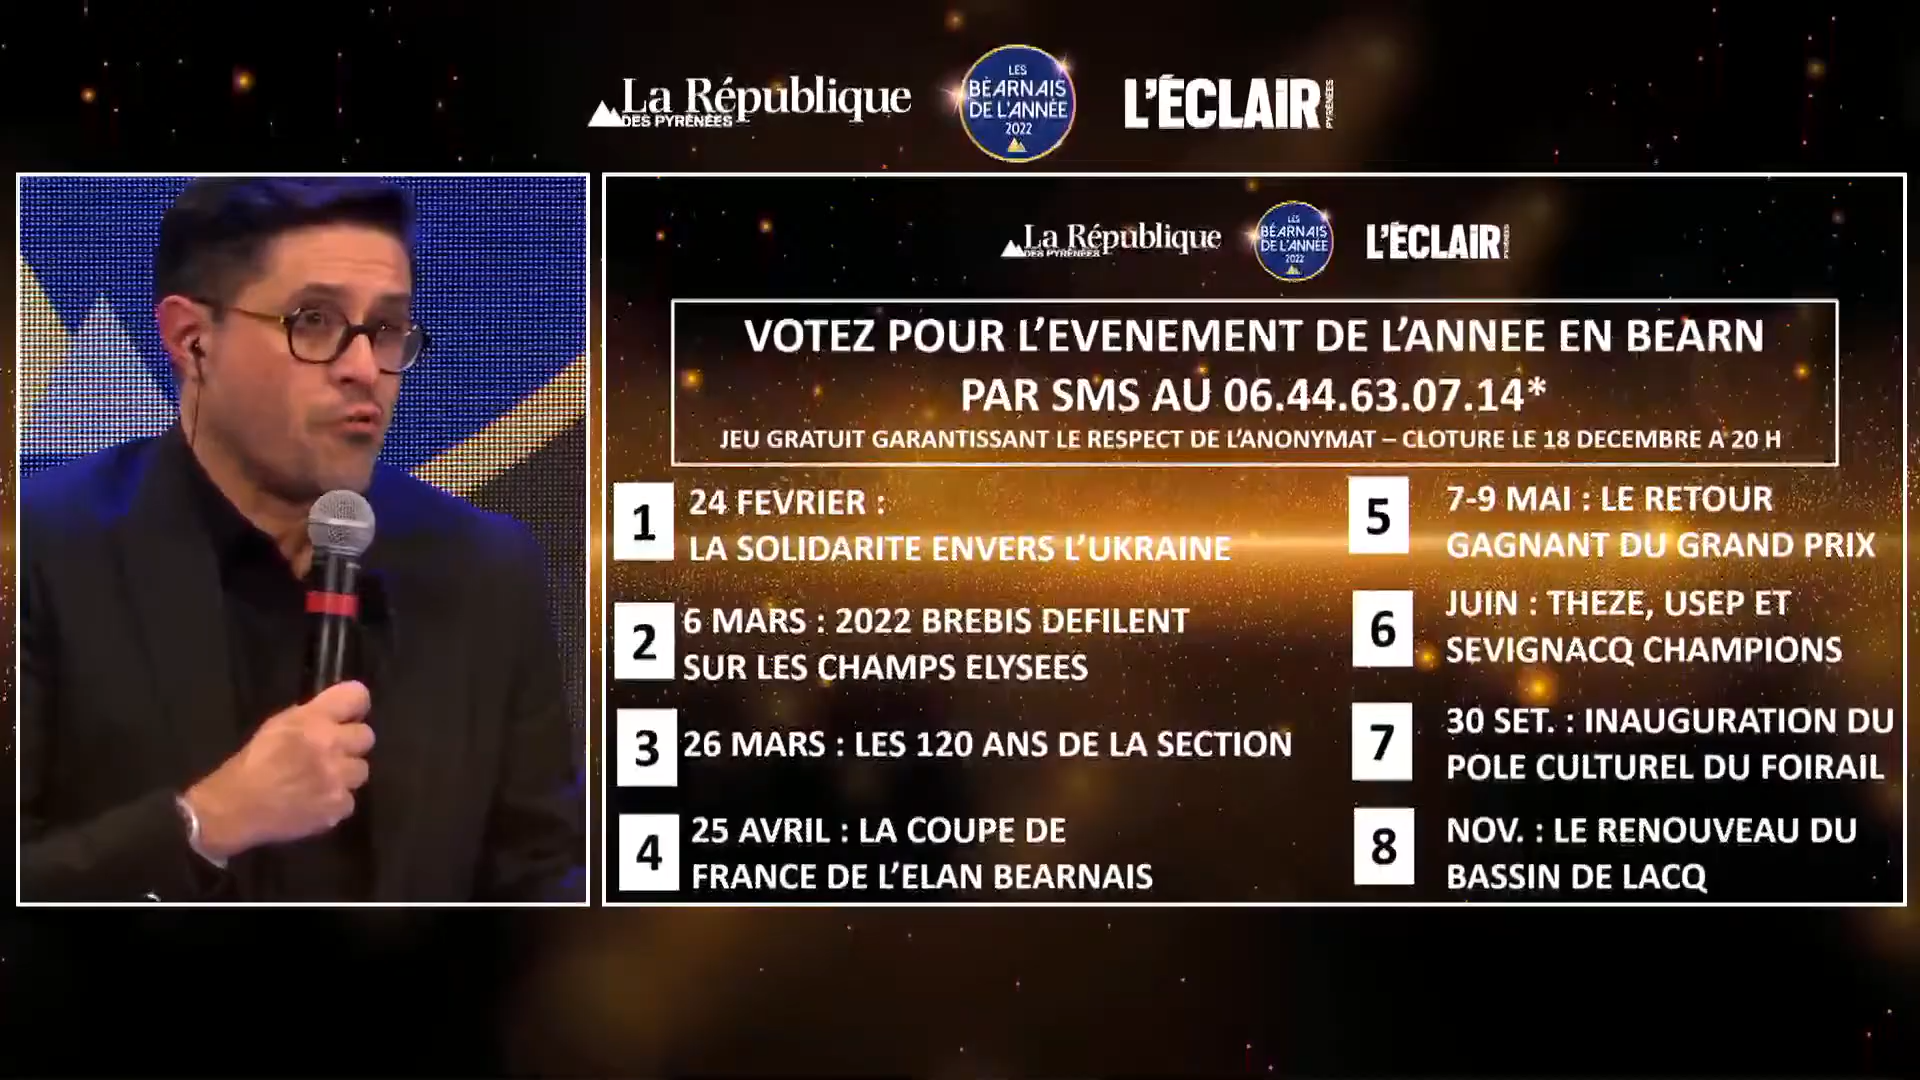 La République
DES PYRÉNÉES
LES
BÉARNAIS
DE L'ANNÉE
2022
L'ÉCLAIR
PYRÉNÉES
La République
DES PYRÉNÉES
LES
BÉARNAIS
DE L'ANNÉE
2022
L'ÉCLAIR
PYRÉNÉES
VOTEZ POUR L'EVENEMENT DE L'ANNEE EN BEARN
PAR SMS AU 06.44.63.07.14*
JEU GRATUIT GARANTISSANT LE RESPECT DE L'ANONYMAT – CLOTURE LE 18 DECEMBRE A 20 H
1
24 FEVRIER :
LA SOLIDARITE ENVERS L'UKRAINE
2
6 MARS : 2022 BREBIS DEFILENT
SUR LES CHAMPS ELYSEES
3
26 MARS : LES 120 ANS DE LA SECTION
4
25 AVRIL : LA COUPE DE
FRANCE DE L'ELAN BEARNAIS
5
7-9 MAI : LE RETOUR
GAGNANT DU GRAND PRIX
6
JUIN : THEZE, USEP ET
SEVIGNACQ CHAMPIONS
7
30 SET. : INAUGURATION DU
POLE CULTUREL DU FOIRAIL
8
NOV. : LE RENOUVEAU DU
BASSIN DE LACQ